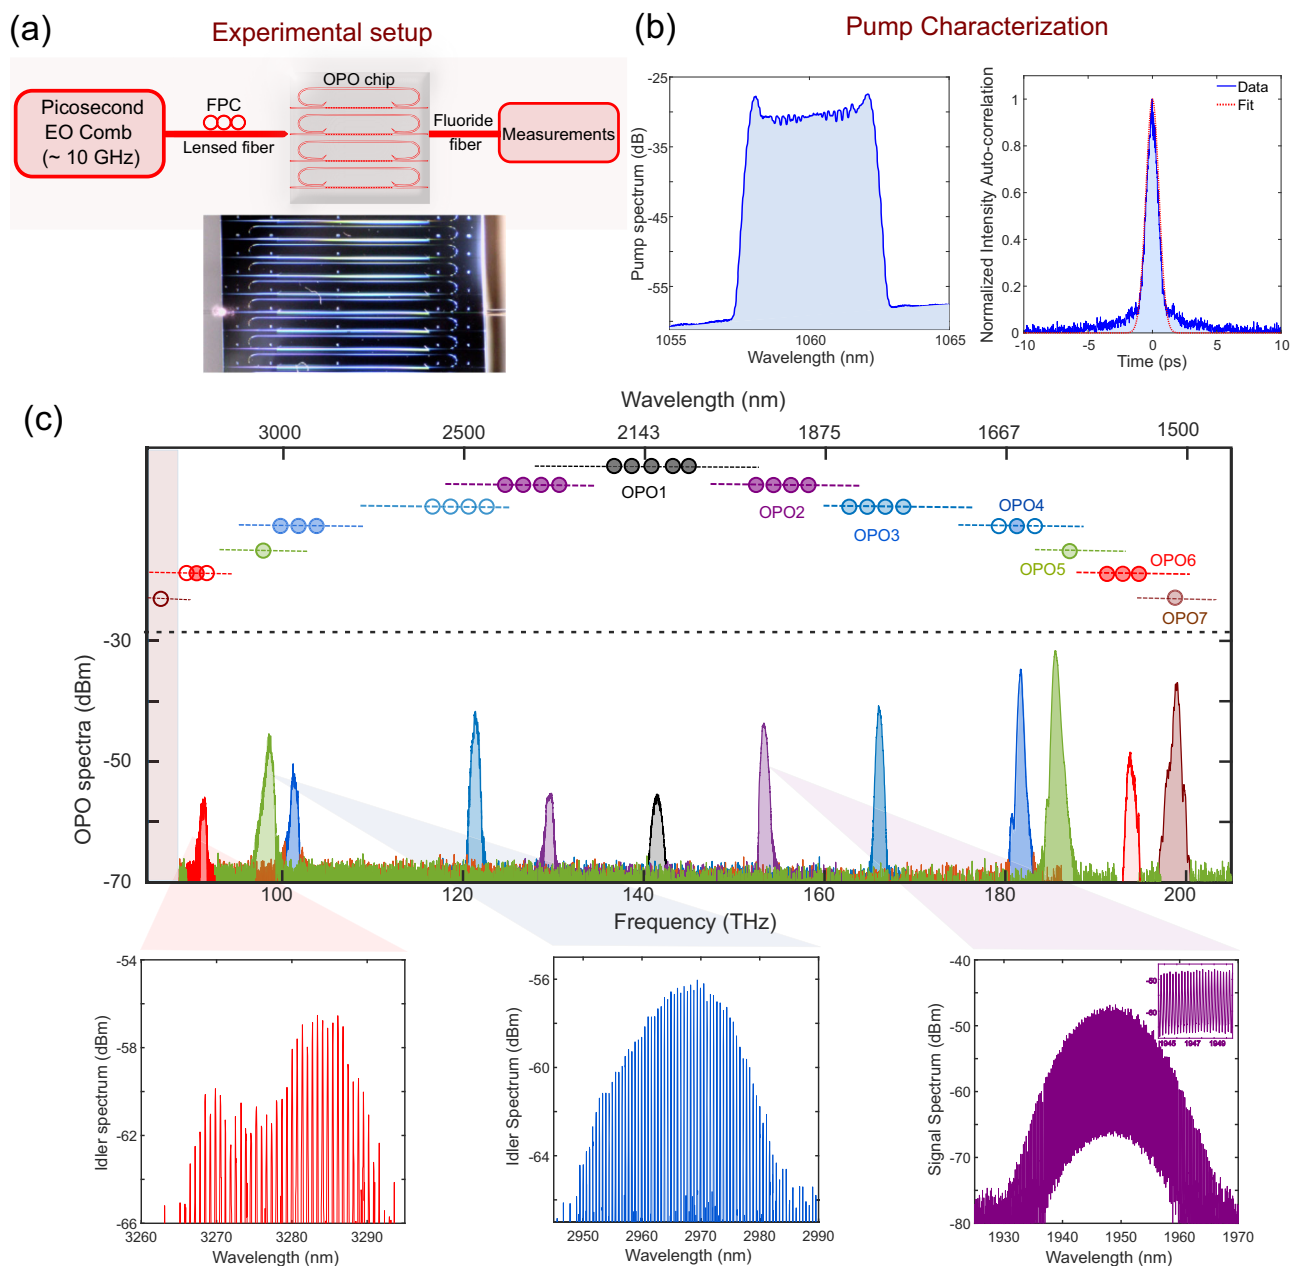 (a)
Experimental setup
Picosecond
EO Comb
(~ 10 GHz)
FPC
Lensed fiber
OPO chip
Fluoride
fiber
Measurements
(b)
Pump Characterization
-25
-35
-45
-55
Pump spectrum (dB)
1055
1060
1065
Wavelength (nm)
Normalized Intensity Auto-correlation
1
0.8
0.6
0.4
0.2
0
-10
-5
0
5
10
Time (ps)
Data
Fit
(c)
Wavelength (nm)
3000
2500
2143
1875
1667
1500
OPO1
OPO2
OPO3
OPO4
OPO5
OPO6
OPO7
-30
-50
-70
OPO spectra (dBm)
100
120
140
160
180
200
Frequency (THz)
-54
-58
-62
-66
Idler spectrum (dBm)
3260
3270
3280
3290
Wavelength (nm)
-56
-60
-64
Idler Spectrum (dBm)
2950
2960
2970
2980
2990
Wavelength (nm)
-40
-50
-60
-70
-80
Signal Spectrum (dBm)
-50
-60
1945
1947
1949
1930
1940
1950
1960
1970
Wavelength (nm)